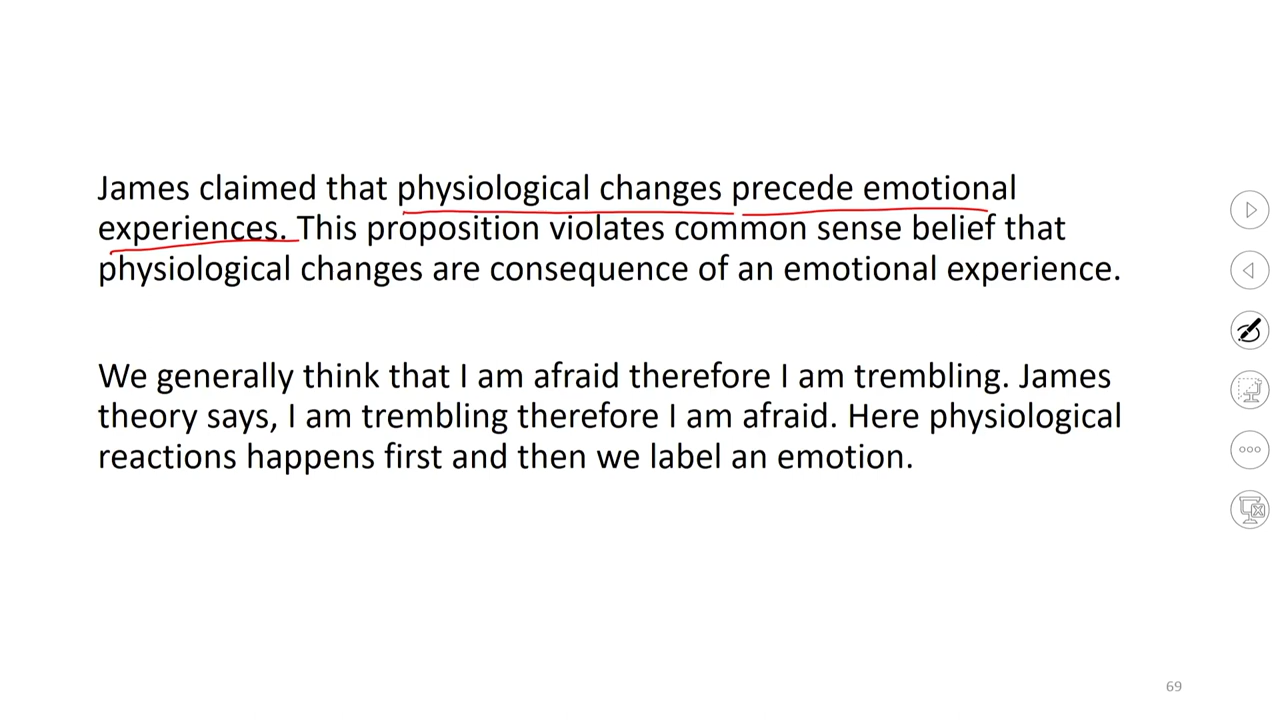 James claimed that physiological changes precede emotional
experiences. This proposition violates common sense belief that
physiological changes are consequence of an emotional experience.
We generally think that I am afraid therefore I am trembling. James
theory says, I am trembling therefore I am afraid. Here physiological
reactions happens first and then we label an emotion.
69